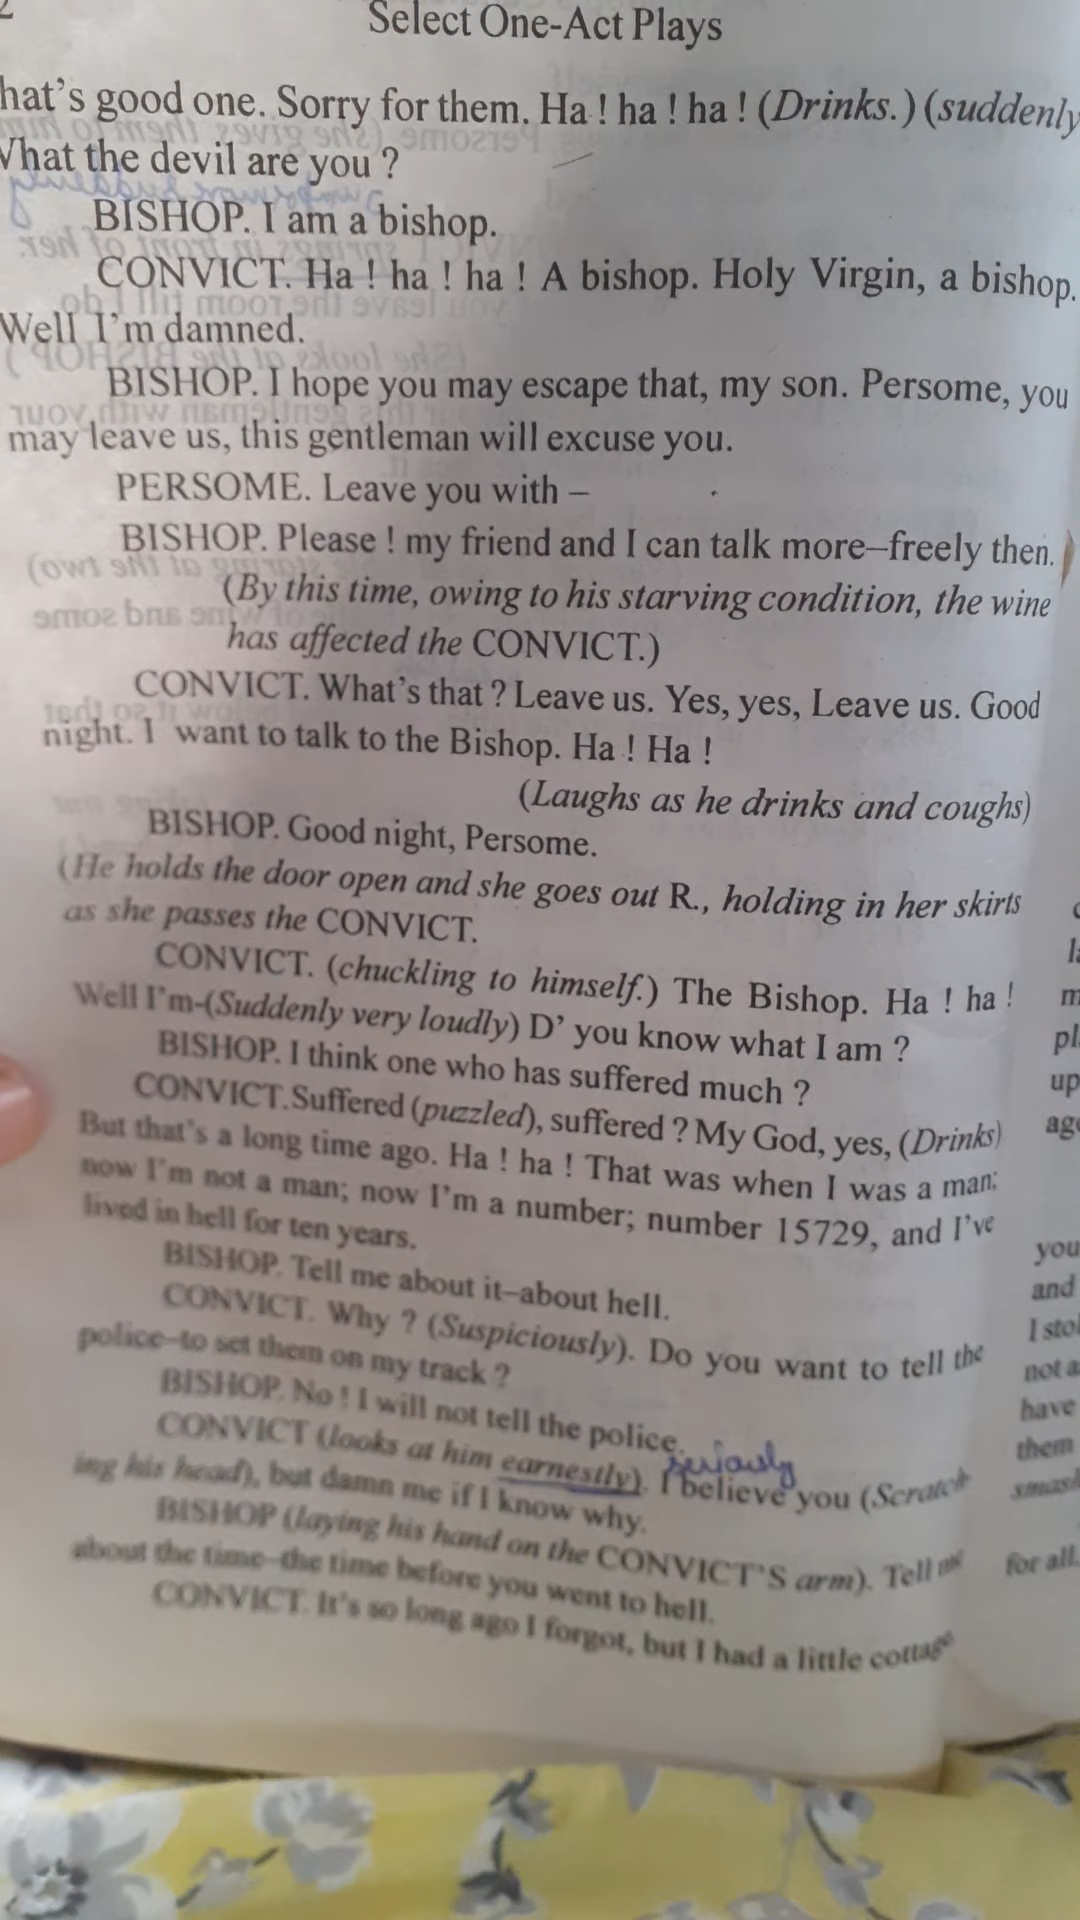 Select One-Act Plays
hat's good one. Sorry for them. Ha ! ha ! ha ! (Drinks.) (suddenly
What the devil are you ?
BISHOP. I am a bishop.
CONVICT. Ha ! ha ! ha ! A bishop. Holy Virgin, a bishop.
Well I'm damned.
BISHOP. I hope you may escape that, my son. Persome, you
may leave us, this gentleman will excuse you.
PERSOME. Leave you with –
BISHOP. Please ! my friend and I can talk more–freely then.
(By this time, owing to his starving condition, the wine
has affected the CONVICT.)
CONVICT. What's that ? Leave us. Yes, yes, Leave us. Good
night. I want to talk to the Bishop. Ha ! Ha !
(Laughs as he drinks and coughs)
BISHOP. Good night, Persome.
(He holds the door open and she goes out R., holding in her skirts
as she passes the CONVICT.
CONVICT. (chuckling to himself.) The Bishop. Ha ! ha !
Well I'm-(Suddenly very loudly) D' you know what I am ?
BISHOP. I think one who has suffered much ?
CONVICT.Suffered (puzzled), suffered ? My God, yes, (Drinks)
But that's a long time ago. Ha ! ha ! That was when I was a man;
now I'm not a man; now I'm a number; number 15729, and I've
lived in hell for ten years.
BISHOP. Tell me about it–about hell.
CONVICT. Why ? (Suspiciously). Do you want to tell the
police–to set them on my track ?
BISHOP. No ! I will not tell the police.
seriously
CONVICT (looks at him earnestly). I believe you (Scratch-
ing his head), but damn me if I know why.
BISHOP (laying his hand on the CONVICT'S arm). Tell me
about the time–the time before you went to hell.
CONVICT. It's so long ago I forgot, but I had a little cottage
pl
up
ag
you
and
I sto
not a
have
them
smas
for all.